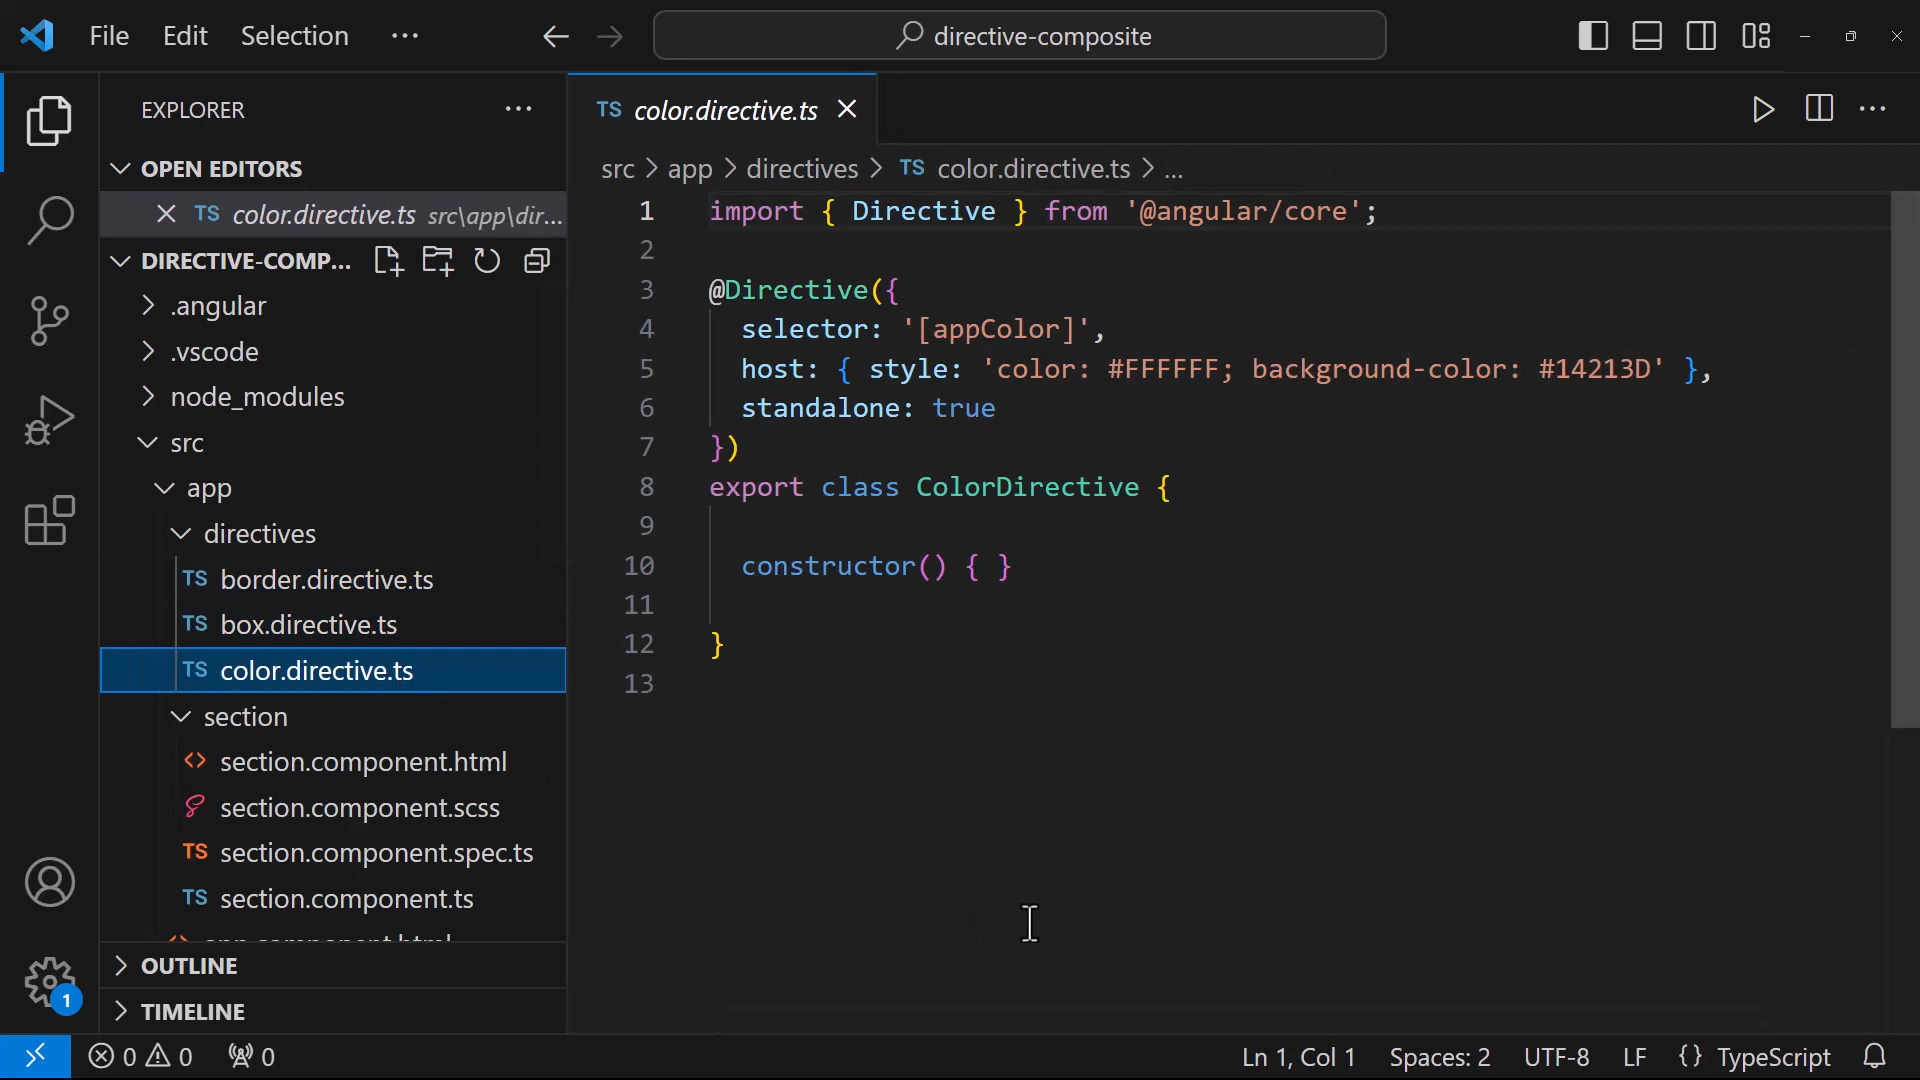 File Edit Selection ··· directive-composite
EXPLORER ···
OPEN EDITORS
TS color.directive.ts src\app\dir...
DIRECTIVE-COMP...
.angular
.vscode
node_modules
src
app
directives
TS border.directive.ts
TS box.directive.ts
TS color.directive.ts
section
<> section.component.html
section.component.scss
TS section.component.spec.ts
TS section.component.ts
<> app.component.html
OUTLINE
TIMELINE
1
TS color.directive.ts
src > app > directives > TS color.directive.ts > ...
1 import { Directive } from '@angular/core';
2
3 @Directive({
4 selector: '[appColor]',
5 host: { style: 'color: #FFFFFF; background-color: #14213D' },
6 standalone: true
7 })
8 export class ColorDirective {
9
10 constructor() { }
11
12 }
13
0 0 0 Ln 1, Col 1 Spaces: 2 UTF-8 LF {} TypeScript